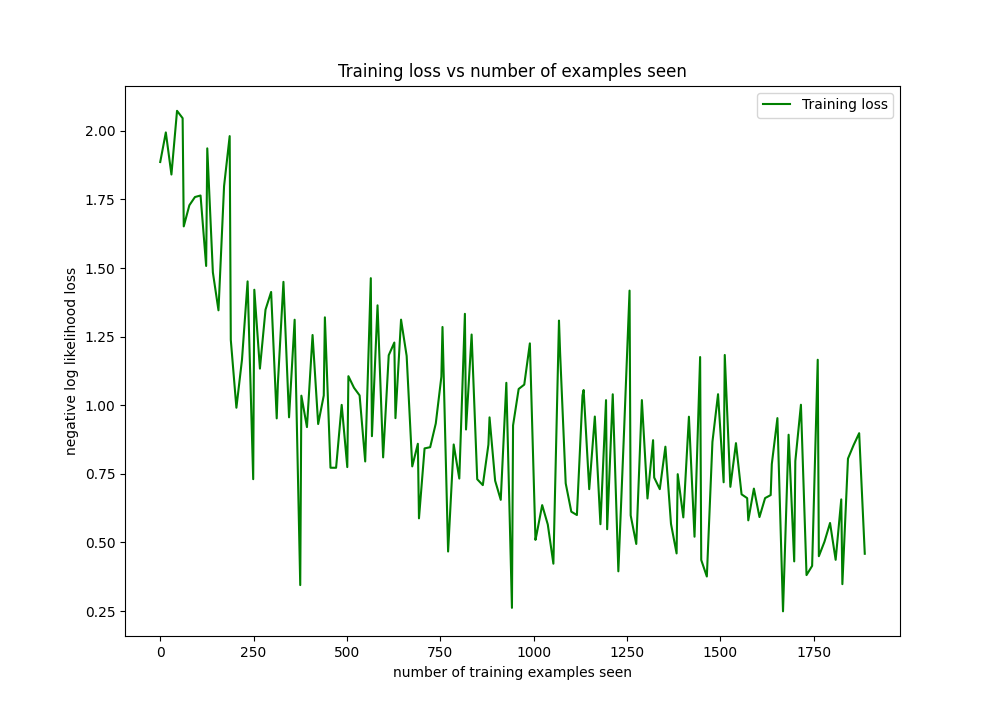 Training loss vs number of examples seen
Training loss
negative log likelihood loss
2.00
1.75
1.50
1.25
1.00
0.75
0.50
0.25
0 250 500 750 1000 1250 1500 1750
number of training examples seen